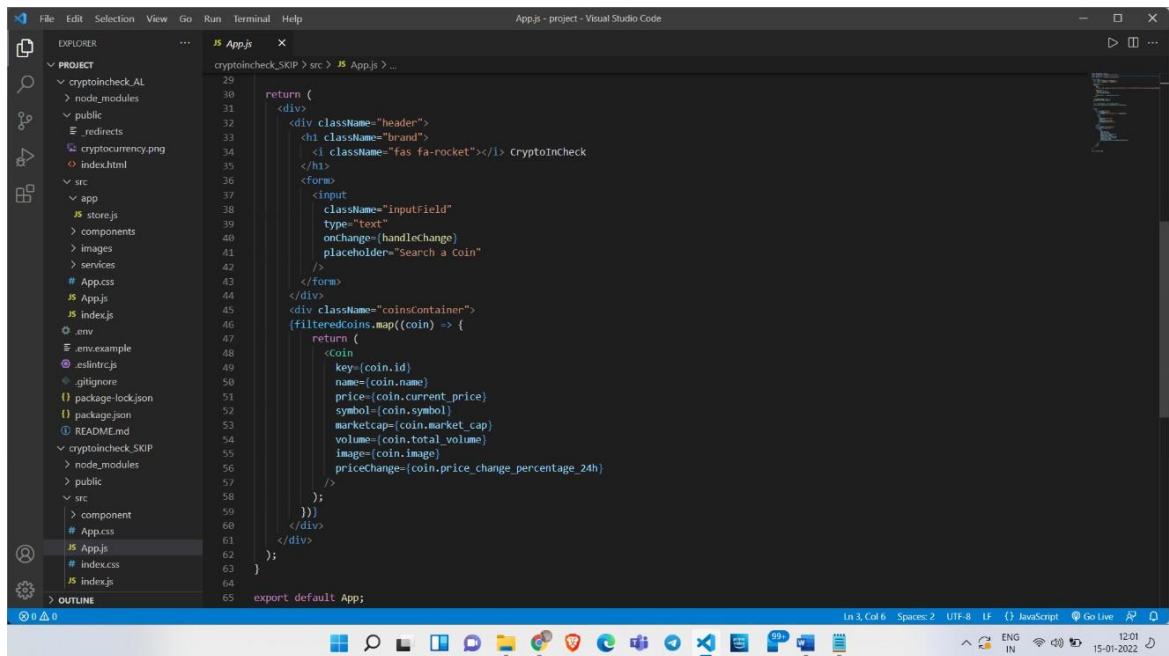 File Edit Selection View Go Run Terminal Help App.js - project - Visual Studio Code
EXPLORER
PROJECT
cryptoincheck_AL
node_modules
public
_redirects
cryptocurrency.png
index.html
src
app
store.js
components
images
services
App.css
App.js
index.js
.env
.env.example
.eslintrc.js
.gitignore
package-lock.json
package.json
README.md
cryptoincheck_SKIP
node_modules
public
src
component
App.css
App.js
index.css
index.js
OUTLINE
JS App.js
cryptoincheck_SKIP > src > JS App.js > ...
29
30 return (
31 <div>
32 <div className="header">
33 <h1 className="brand">
34 <i className="fas fa-rocket"></i> CryptoInCheck
35 </h1>
36 <form>
37 <input
38 className="inputField"
39 type="text"
40 onChange={handleChange}
41 placeholder="Search a Coin"
42 />
43 </form>
44 </div>
45 <div className="coinsContainer">
46 {filteredCoins.map((coin) => {
47 return (
48 <Coin
49 key={coin.id}
50 name={coin.name}
51 price={coin.current_price}
52 symbol={coin.symbol}
53 marketcap={coin.market_cap}
54 volume={coin.total_volume}
55 image={coin.image}
56 priceChange={coin.price_change_percentage_24h}
57 />
58 );
59 })}
60 </div>
61 </div>
62 );
63 }
64
65 export default App;
0 0 Ln 3, Col 6 Spaces: 2 UTF-8 LF {} JavaScript Go Live
99+ ENG 12:01
IN 15-01-2022